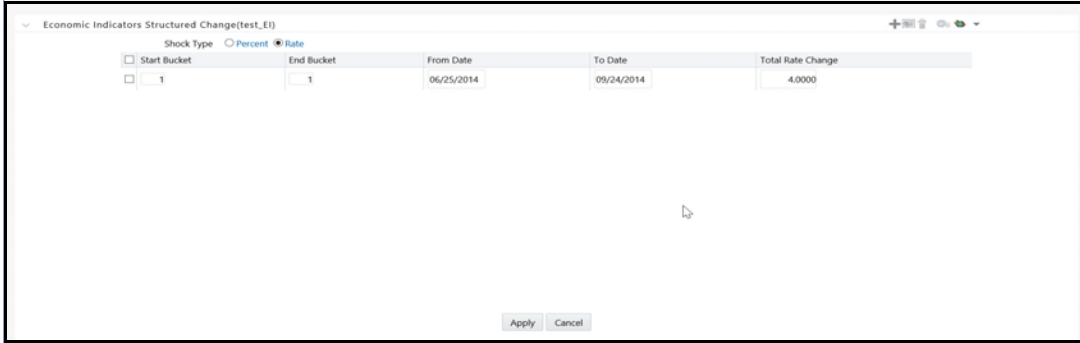 Economic Indicators Structured Change(test_EI)
Shock Type Percent Rate
Start Bucket End Bucket From Date To Date Total Rate Change
1 1 06/25/2014 09/24/2014 4.0000
Apply Cancel